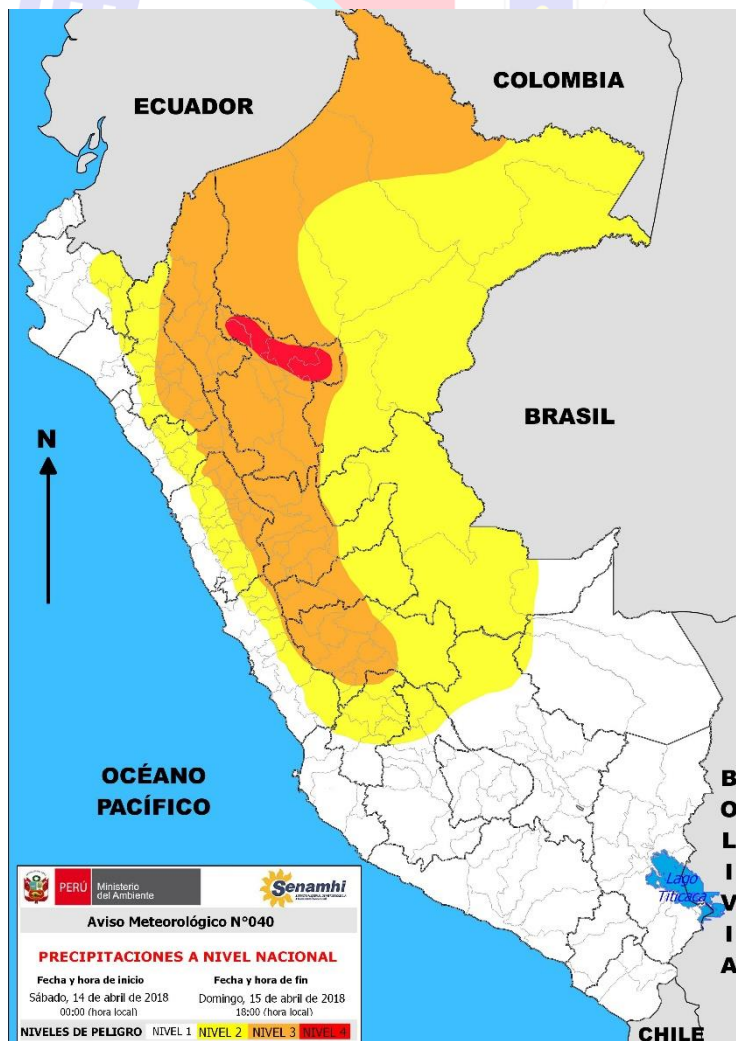 ECUADOR
COLOMBIA
BRASIL
N
OCÉANO
PACÍFICO
BOLIVIA
Lago
Titicaca
CHILE
PERÚ
Ministerio
del Ambiente
Senamhi
Aviso Meteorológico N°040
PRECIPITACIONES A NIVEL NACIONAL
Fecha y hora de inicio
Sábado, 14 de abril de 2018
00:00 (hora local)
Fecha y hora de fin
Domingo, 15 de abril de 2018
18:00 (hora local)
NIVELES DE PELIGRO NIVEL 1 NIVEL 2 NIVEL 3 NIVEL 4